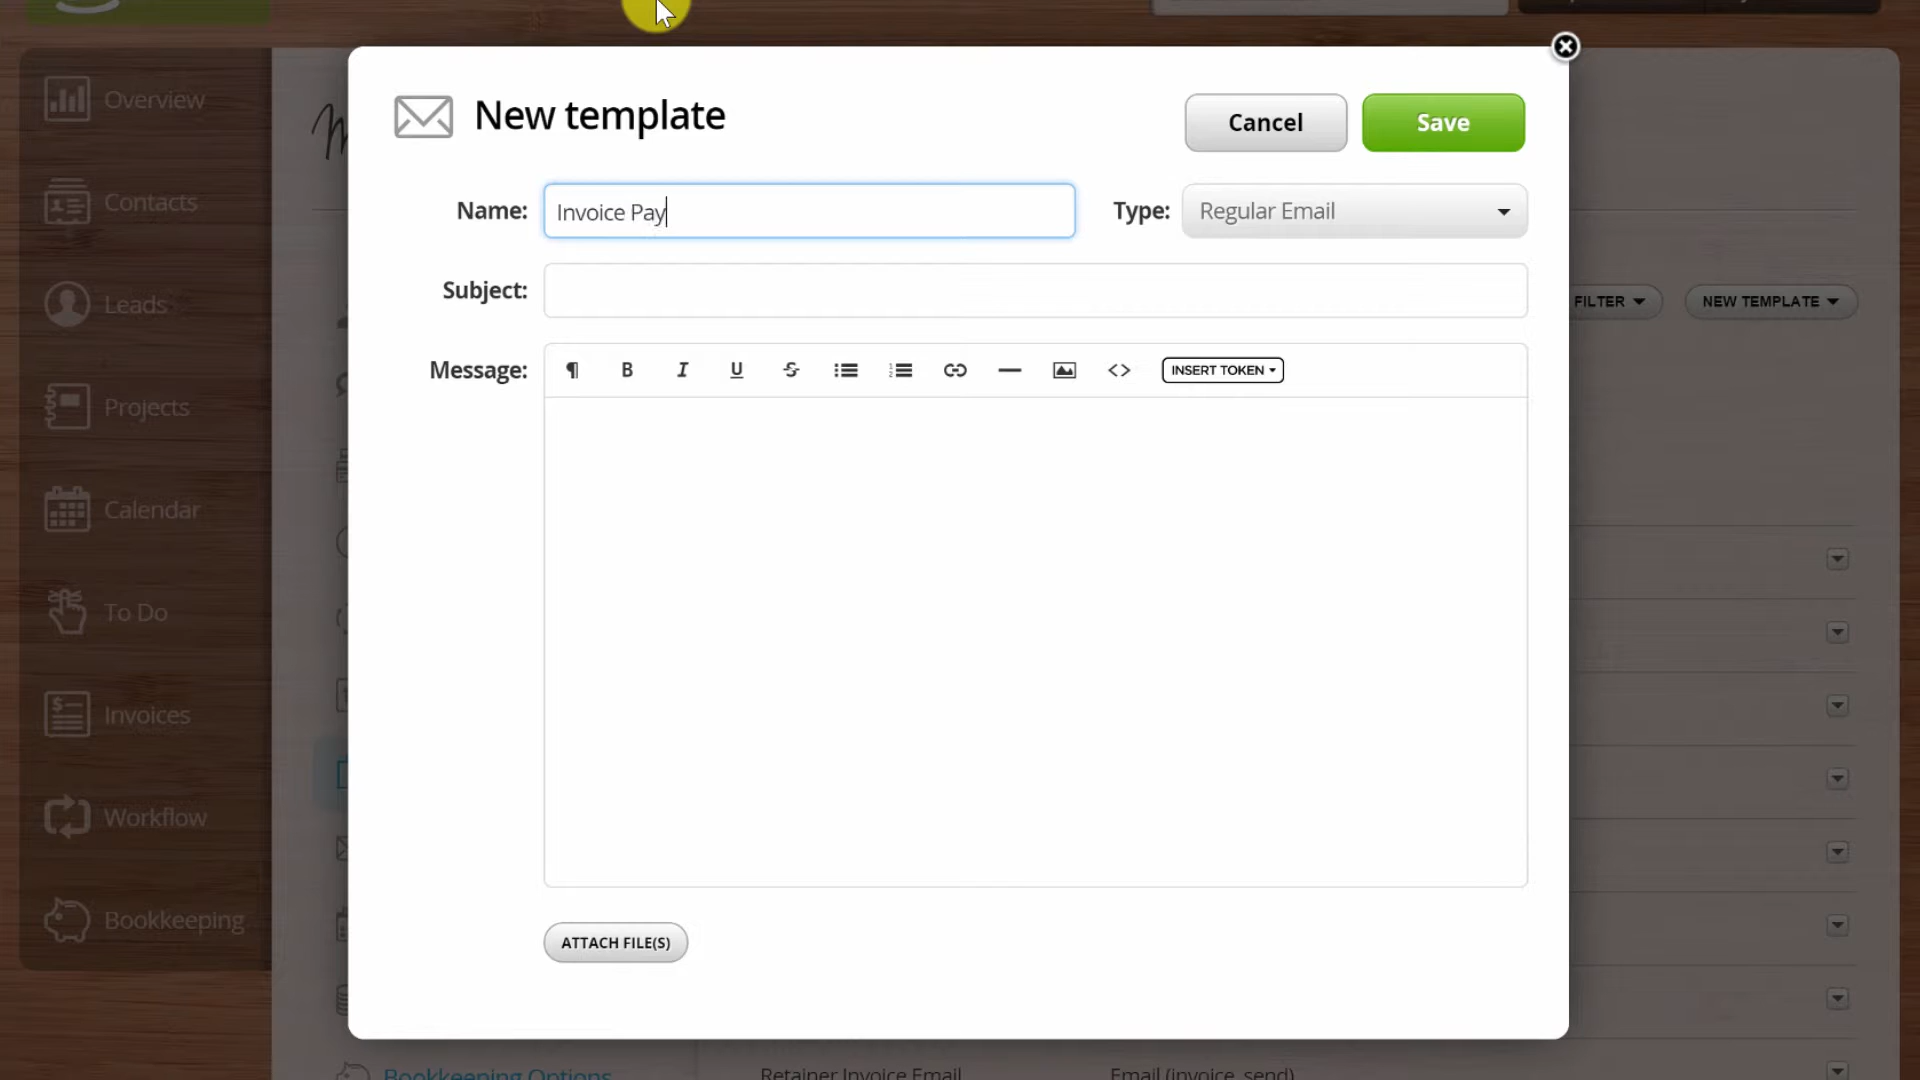 Overview
Contacts
Leads
Projects
Calendar
To Do
Invoices
Workflow
Bookkeeping
New template
Cancel
Save
Name: Invoice Pay
Type: Regular Email
Subject:
Message:
INSERT TOKEN
ATTACH FILE(S)
FILTER
NEW TEMPLATE
Bookkeeping Options
Retainer Invoice Email
Email (invoice_send)